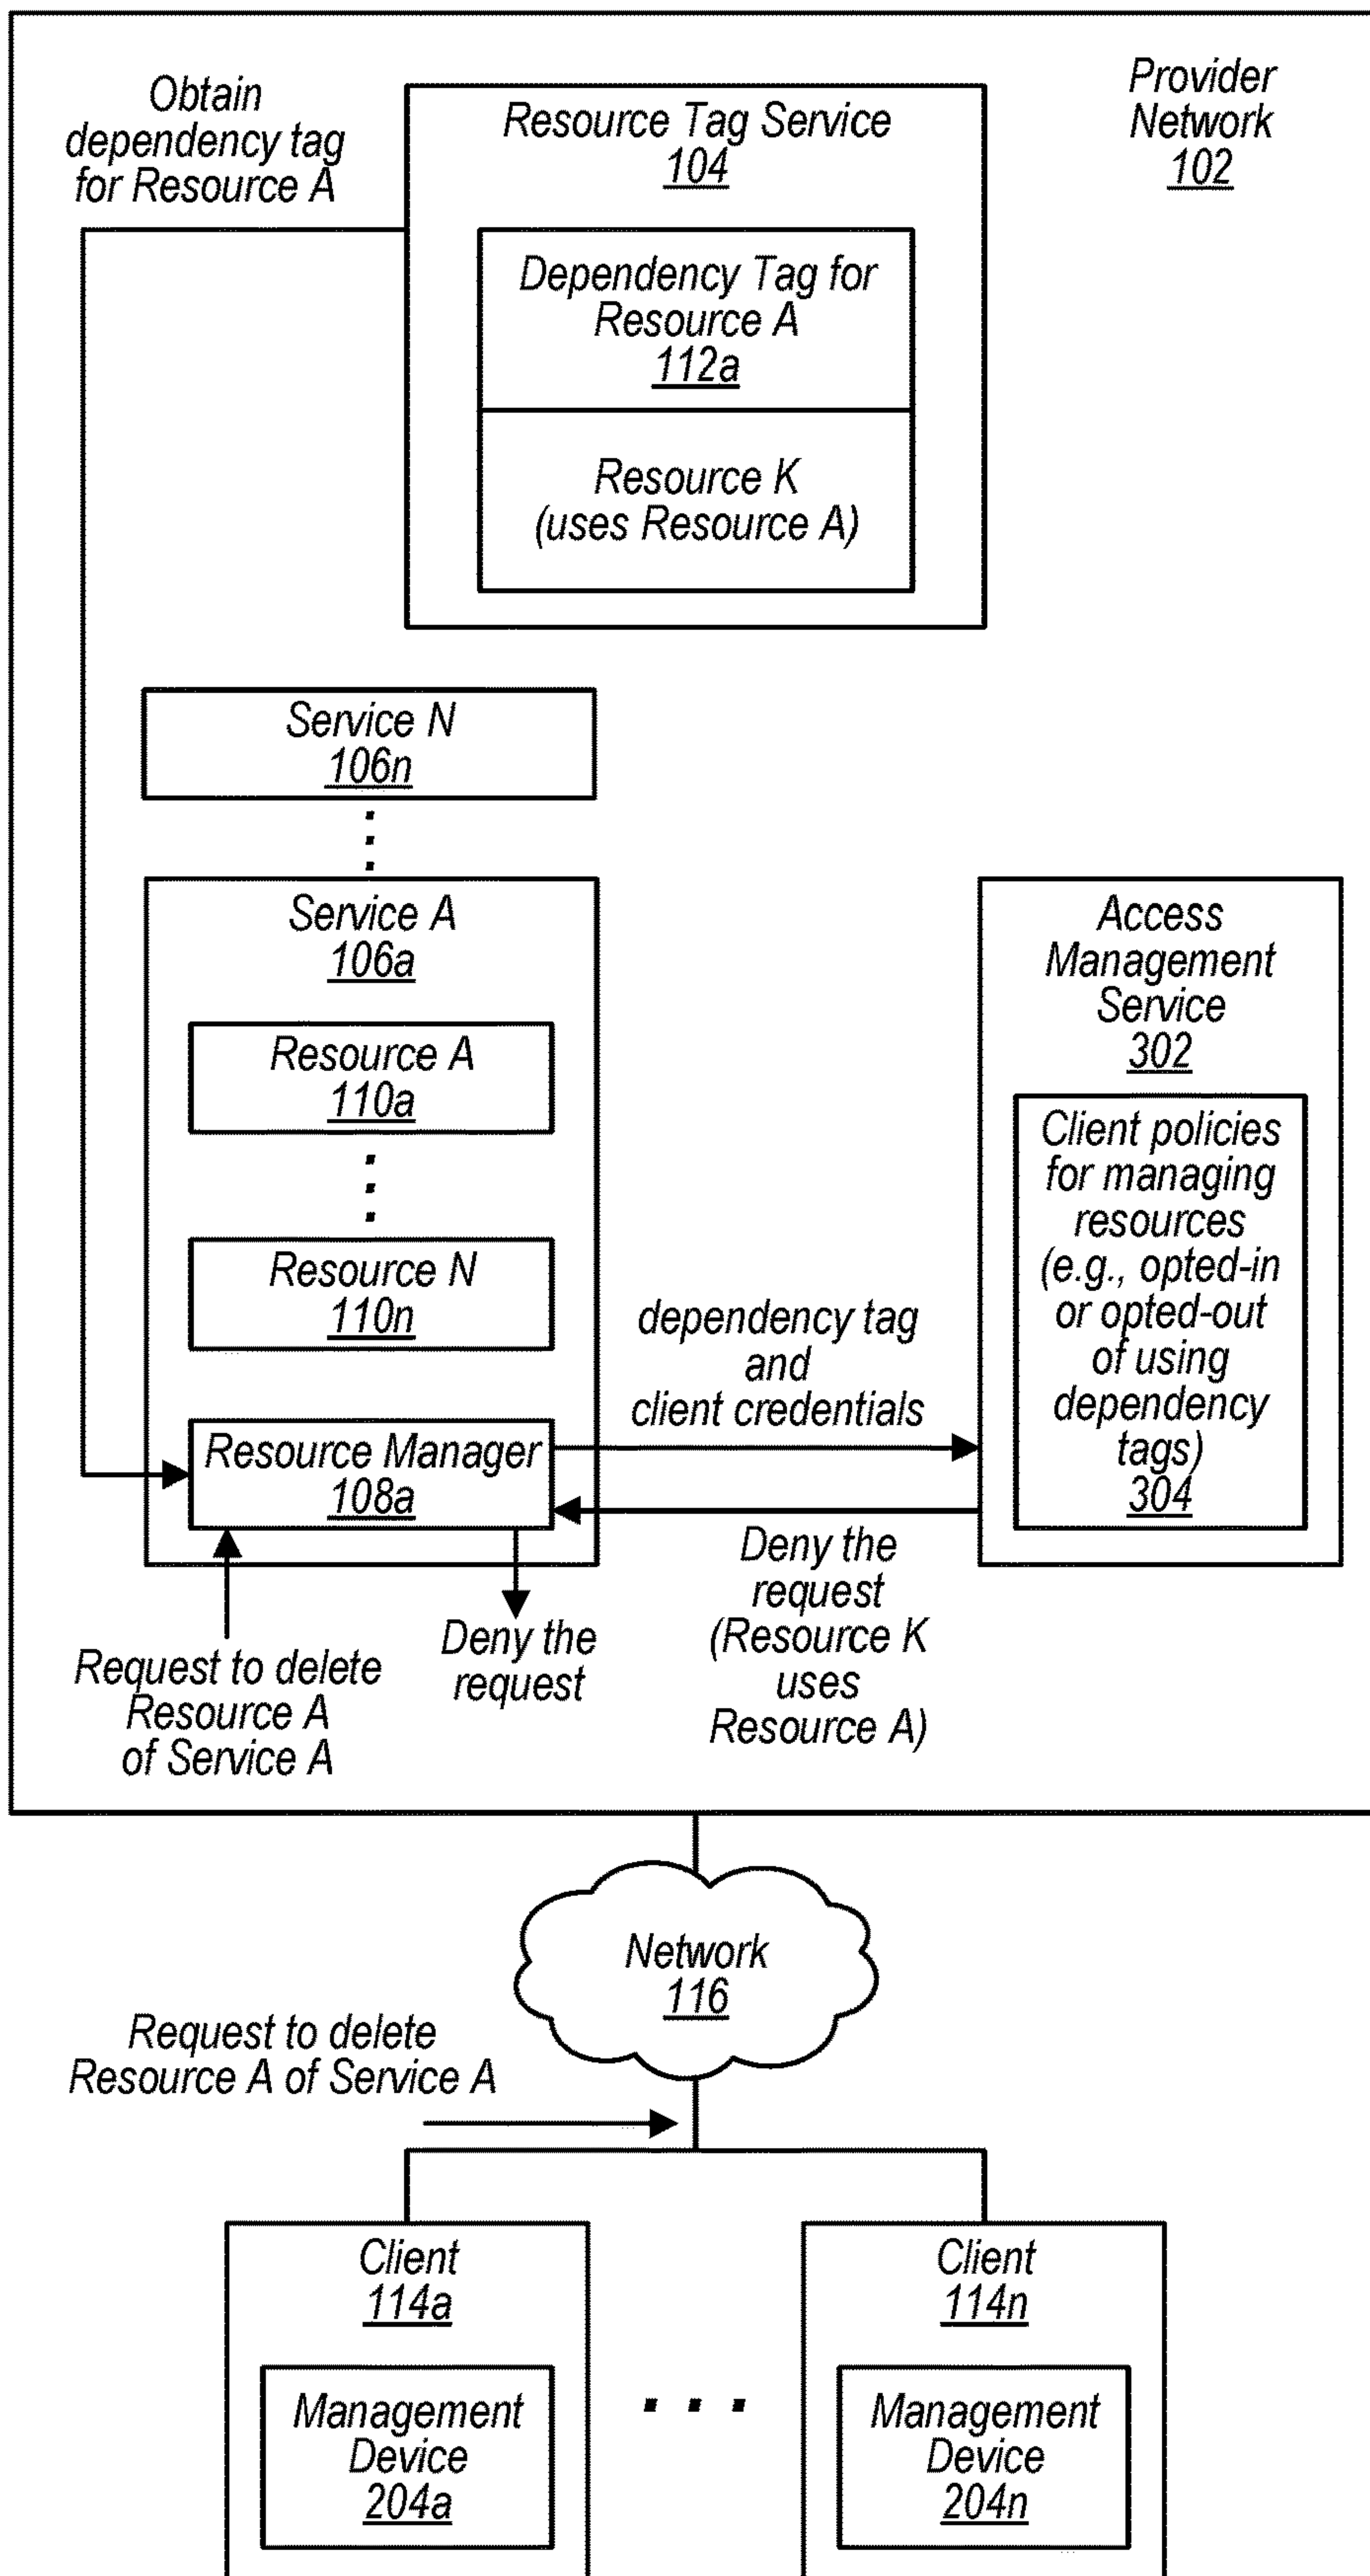 Obtain
dependency tag
for Resource A
Resource Tag Service
104
Provider
Network
102
Dependency Tag for
Resource A
112a
Resource K
(uses Resource A)
Service N
106n
Service A
106a
Resource A
110a
Resource N
110n
Resource Manager
108a
dependency tag
and
client credentials
Access
Management
Service
302
Client policies
for managing
resources
(e.g., opted-in
or opted-out
of using
dependency
tags)
304
Request to delete
Resource A
of Service A
Deny the
request
Deny the
request
(Resource K
uses
Resource A)
Network
116
Request to delete
Resource A of Service A
Client
114a
Management
Device
204a
Client
114n
Management
Device
204n